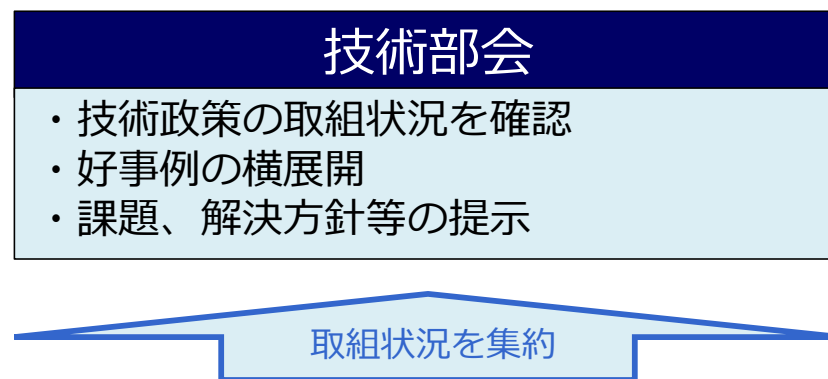 技術部会
・技術政策の取組状況を確認
・好事例の横展開
・課題、解決方針等の提示
取組状況を集約